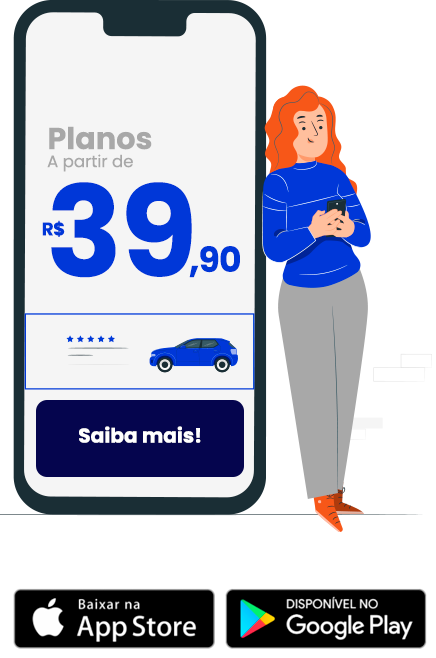 Planos
A partir de
R$39,90
Saiba mais!
Baixar na
App Store
DISPONÍVEL NO
Google Play